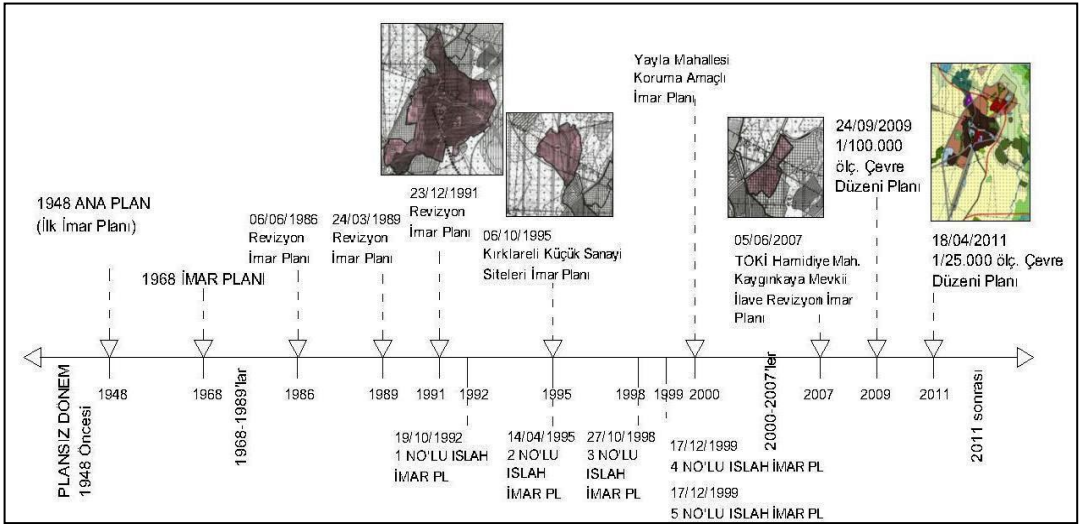 1948 ANA PLAN
(İlk İmar Planı)
1968 İMAR PLANI
06/06/1986
Revizyon
İmar Planı
24/03/1989
Revizyon
İmar Planı
23/12/1991
Revizyon
İmar Planı
06/10/1995
Kırklareli Küçük Sanayi
Siteleri İmar Planı
Yayla Mahallesi
Koruma Amaçlı
İmar Planı
05/06/2007
TOKİ Hamidiye Mah.
Kaygınkaya Mevkii
İlave Revizyon İmar
Planı
24/09/2009
1/100.000
ölç. Çevre
Düzeni Planı
18/04/2011
1/25.000 ölç. Çevre
Düzeni Planı
PLANSIZ DÖNEM
1948 Öncesi
1948
1968
1968-1989'lar
1986
1989
1991
1992
1995
1998
1999
2000
2000-2007'ler
2007
2009
2011
2011 sonrası
19/10/1992
1 NO'LU ISLAH
İMAR PL
14/04/1995
2 NO'LU
ISLAH
İMAR PL
27/10/1998
3 NO'LU
ISLAH
İMAR PL
17/12/1999
4 NO'LU ISLAH İMAR PL
17/12/1999
5 NO'LU ISLAH İMAR PL